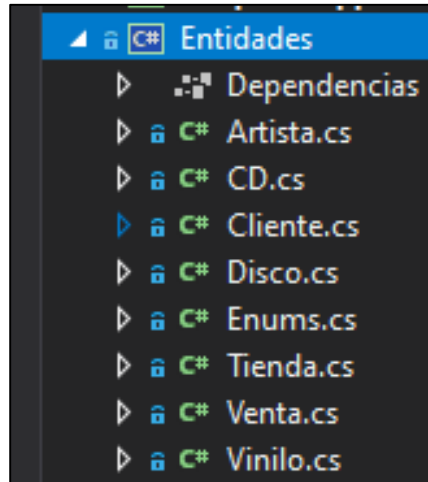 C# Entidades
Dependencias
C# Artista.cs
C# CD.cs
C# Cliente.cs
C# Disco.cs
C# Enums.cs
C# Tienda.cs
C# Venta.cs
C# Vinilo.cs